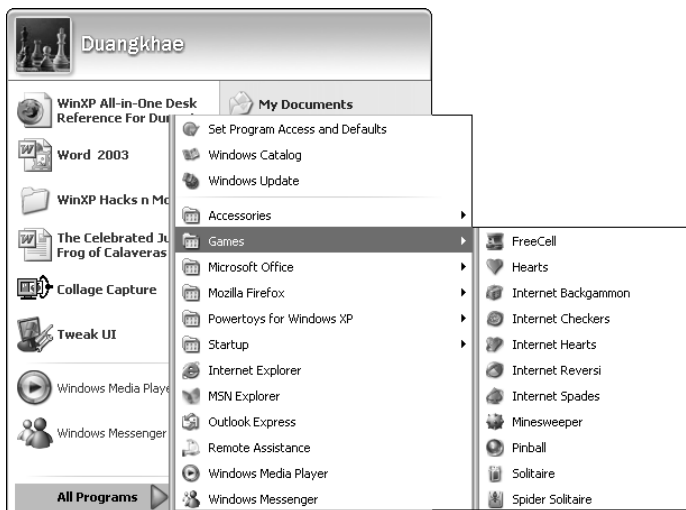 Duangkhae
WinXP All-in-One Desk
Reference For Du
Word 2003
WinXP Hacks n Mo
The Celebrated Ju
Frog of Calaveras
Collage Capture
Tweak UI
Windows Media Playe
Windows Messenger
All Programs
My Documents
Set Program Access and Defaults
Windows Catalog
Windows Update
Accessories
Games
Microsoft Office
Mozilla Firefox
Powertoys for Windows XP
Startup
Internet Explorer
MSN Explorer
Outlook Express
Remote Assistance
Windows Media Player
Windows Messenger
FreeCell
Hearts
Internet Backgammon
Internet Checkers
Internet Hearts
Internet Reversi
Internet Spades
Minesweeper
Pinball
Solitaire
Spider Solitaire